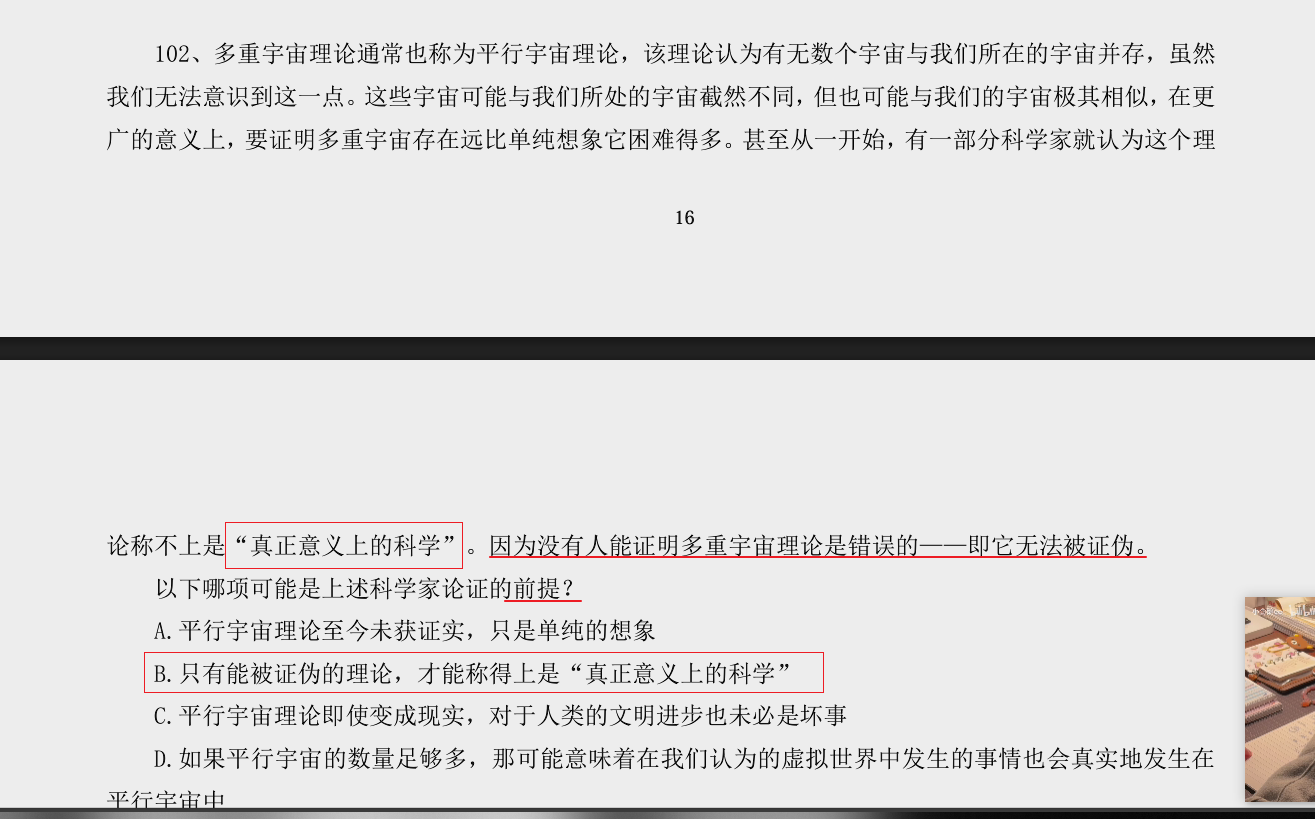 102、多重宇宙理论通常也称为平行宇宙理论，该理论认为有无数个宇宙与我们所在的宇宙并存，虽然
我们无法意识到这一点。这些宇宙可能与我们所处的宇宙截然不同，但也可能与我们的宇宙极其相似，在更
广的意义上，要证明多重宇宙存在远比单纯想象它困难得多。甚至从一开始，有一部分科学家就认为这个理
16
论称不上是“真正意义上的科学”。因为没有人能证明多重宇宙理论是错误的——即它无法被证伪。
以下哪项可能是上述科学家论证的前提？
A.平行宇宙理论至今未获证实，只是单纯的想象
B.只有能被证伪的理论，才能称得上是“真正意义上的科学”
C.平行宇宙理论即使变成现实，对于人类的文明进步也未必是坏事
D.如果平行宇宙的数量足够多，那可能意味着在我们认为的虚拟世界中发生的事情也会真实地发生在
平行宇宙中